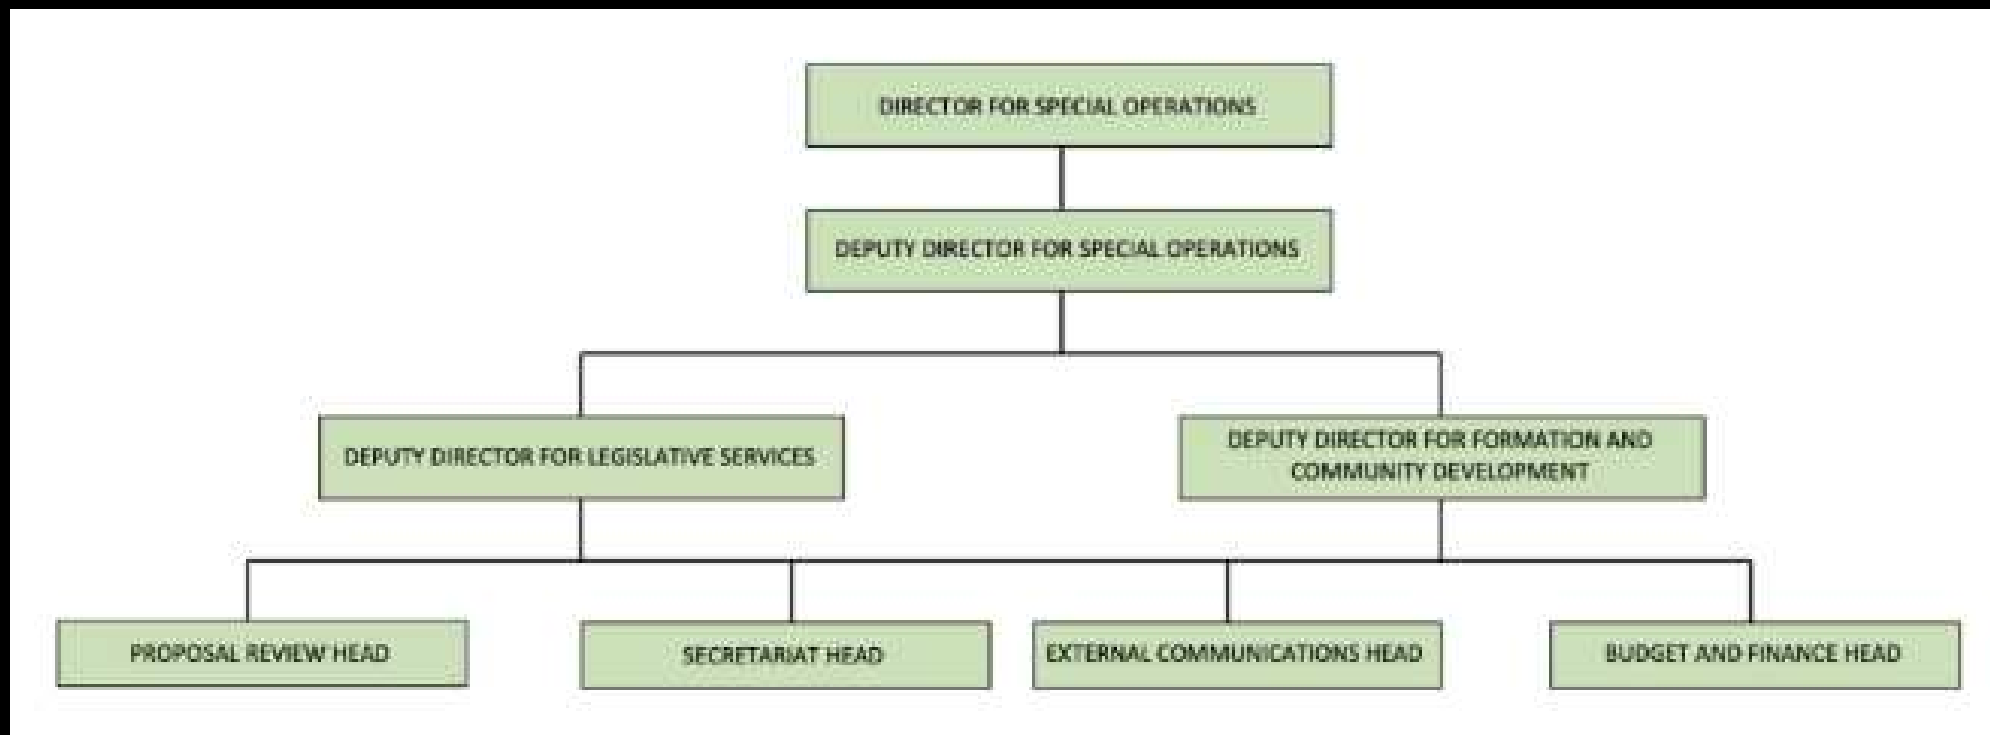 DIRECTOR FOR SPECIAL OPERATIONS
DEPUTY DIRECTOR FOR SPECIAL OPERATIONS
DEPUTY DIRECTOR FOR LEGISLATIVE SERVICES
DEPUTY DIRECTOR FOR FORMATION AND
COMMUNITY DEVELOPMENT
PROPOSAL REVIEW HEAD
SECRETARIAT HEAD
EXTERNAL COMMUNICATIONS HEAD
BUDGET AND FINANCE HEAD